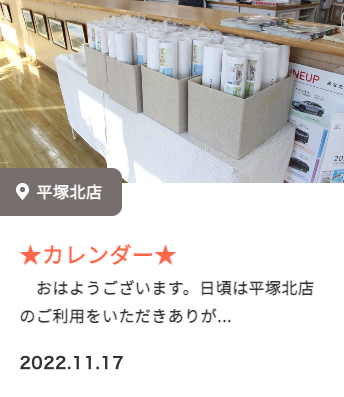 NEUP
平塚北店
★カレンダー★
おはようございます。日頃は平塚北店
のご利用をいただきありが...
2022.11.17